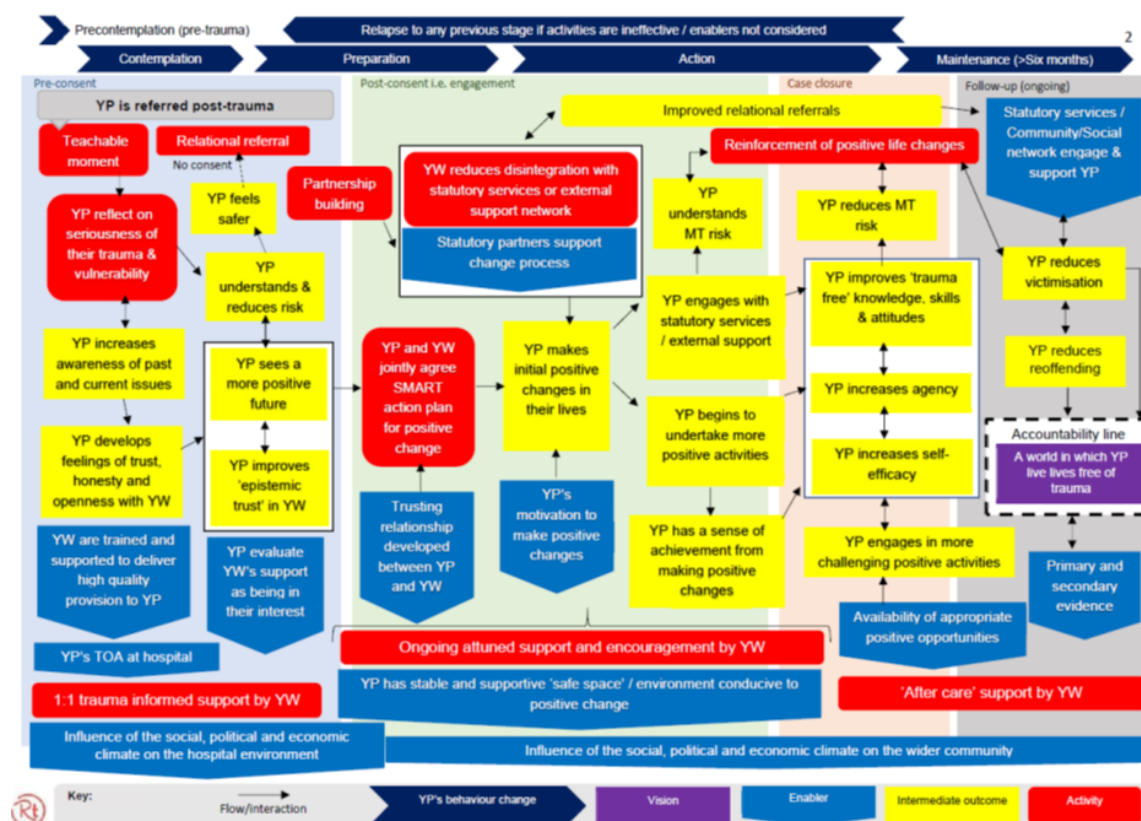 Precontemplation (pre-trauma)
Relapse to any previous stage if activities are ineffective / enablers not considered
2
Contemplation
Preparation
Action
Maintenance (>Six months)
Pre-consent
Post-consent i.e. engagement
Case closure
Follow-up (ongoing)
YP is referred post-trauma
Teachable
moment
Relational referral
No consent
YP reflect on
seriousness of
their trauma &
vulnerability
YP feels
safer
YP
understands &
reduces risk
YP increases
awareness of past
and current issues
YP sees a
more positive
future
YP develops
feelings of trust,
honesty and
openness with YW
YP improves
'epistemic
trust' in YW
YW are trained and
supported to deliver
high quality
provision to YP
YP evaluate
YW's support
as being in
their interest
YP's TOA at hospital
1:1 trauma informed support by YW
Influence of the social, political and economic
climate on the hospital environment
Improved relational referrals
Partnership
building
YW reduces disintegration with
statutory services or external
support network
Statutory partners support
change process
YP and YW
jointly agree
SMART
action plan
for positive
change
YP makes
initial positive
changes in
their lives
Trusting
relationship
developed
between YP
and YW
YP's
motivation to
make positive
changes
Reinforcement of positive life changes
YP
understands
MT risk
YP engages with
statutory services
/ external support
YP begins to
undertake more
positive activities
YP has a sense of
achievement from
making positive
changes
Ongoing attuned support and encouragement by YW
YP has stable and supportive 'safe space' / environment conducive to
positive change
YP reduces MT
risk
YP improves 'trauma
free' knowledge, skills
& attitudes
YP increases agency
YP increases self-
efficacy
YP engages in more
challenging positive activities
Availability of appropriate
positive opportunities
Statutory services /
Community/Social
network engage &
support YP
YP reduces
victimisation
YP reduces
reoffending
Accountability line
A world in which YP
live lives free of
trauma
Primary and
secondary
evidence
'After care' support by YW
Influence of the social, political and economic climate on the wider community
Rt
Key:
Flow/interaction
YP's behaviour change
Vision
Enabler
Intermediate outcome
Activity